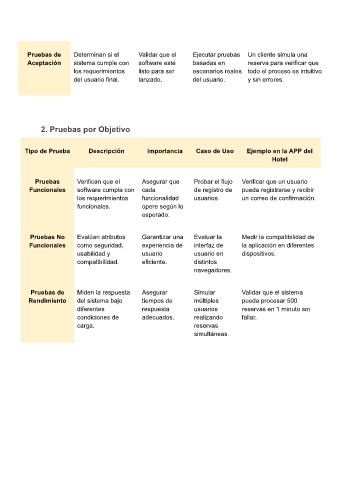 Pruebas de
Aceptación
Determinan si el
sistema cumple con
los requerimientos
del usuario final.
Validar que el
software esté
listo para ser
lanzado.
Ejecutar pruebas
basadas en
escenarios reales
del usuario.
Un cliente simula una
reserva para verificar que
todo el proceso es intuitivo
y sin errores.
2. Pruebas por Objetivo
Tipo de Prueba
Descripción
Importancia
Caso de Uso
Ejemplo en la APP del
Hotel
Pruebas
Funcionales
Verifican que el
software cumpla con
los requerimientos
funcionales.
Asegurar que
cada
funcionalidad
opere según lo
esperado.
Probar el flujo
de registro de
usuarios.
Verificar que un usuario
pueda registrarse y recibir
un correo de confirmación.
Pruebas No
Funcionales
Evalúan atributos
como seguridad,
usabilidad y
compatibilidad.
Garantizar una
experiencia de
usuario
eficiente.
Evaluar la
interfaz de
usuario en
distintos
navegadores.
Medir la compatibilidad de
la aplicación en diferentes
dispositivos.
Pruebas de
Rendimiento
Miden la respuesta
del sistema bajo
diferentes
condiciones de
carga.
Asegurar
tiempos de
respuesta
adecuados.
Simular
múltiples
usuarios
realizando
reservas
simultáneas.
Validar que el sistema
pueda procesar 500
reservas en 1 minuto sin
fallar.